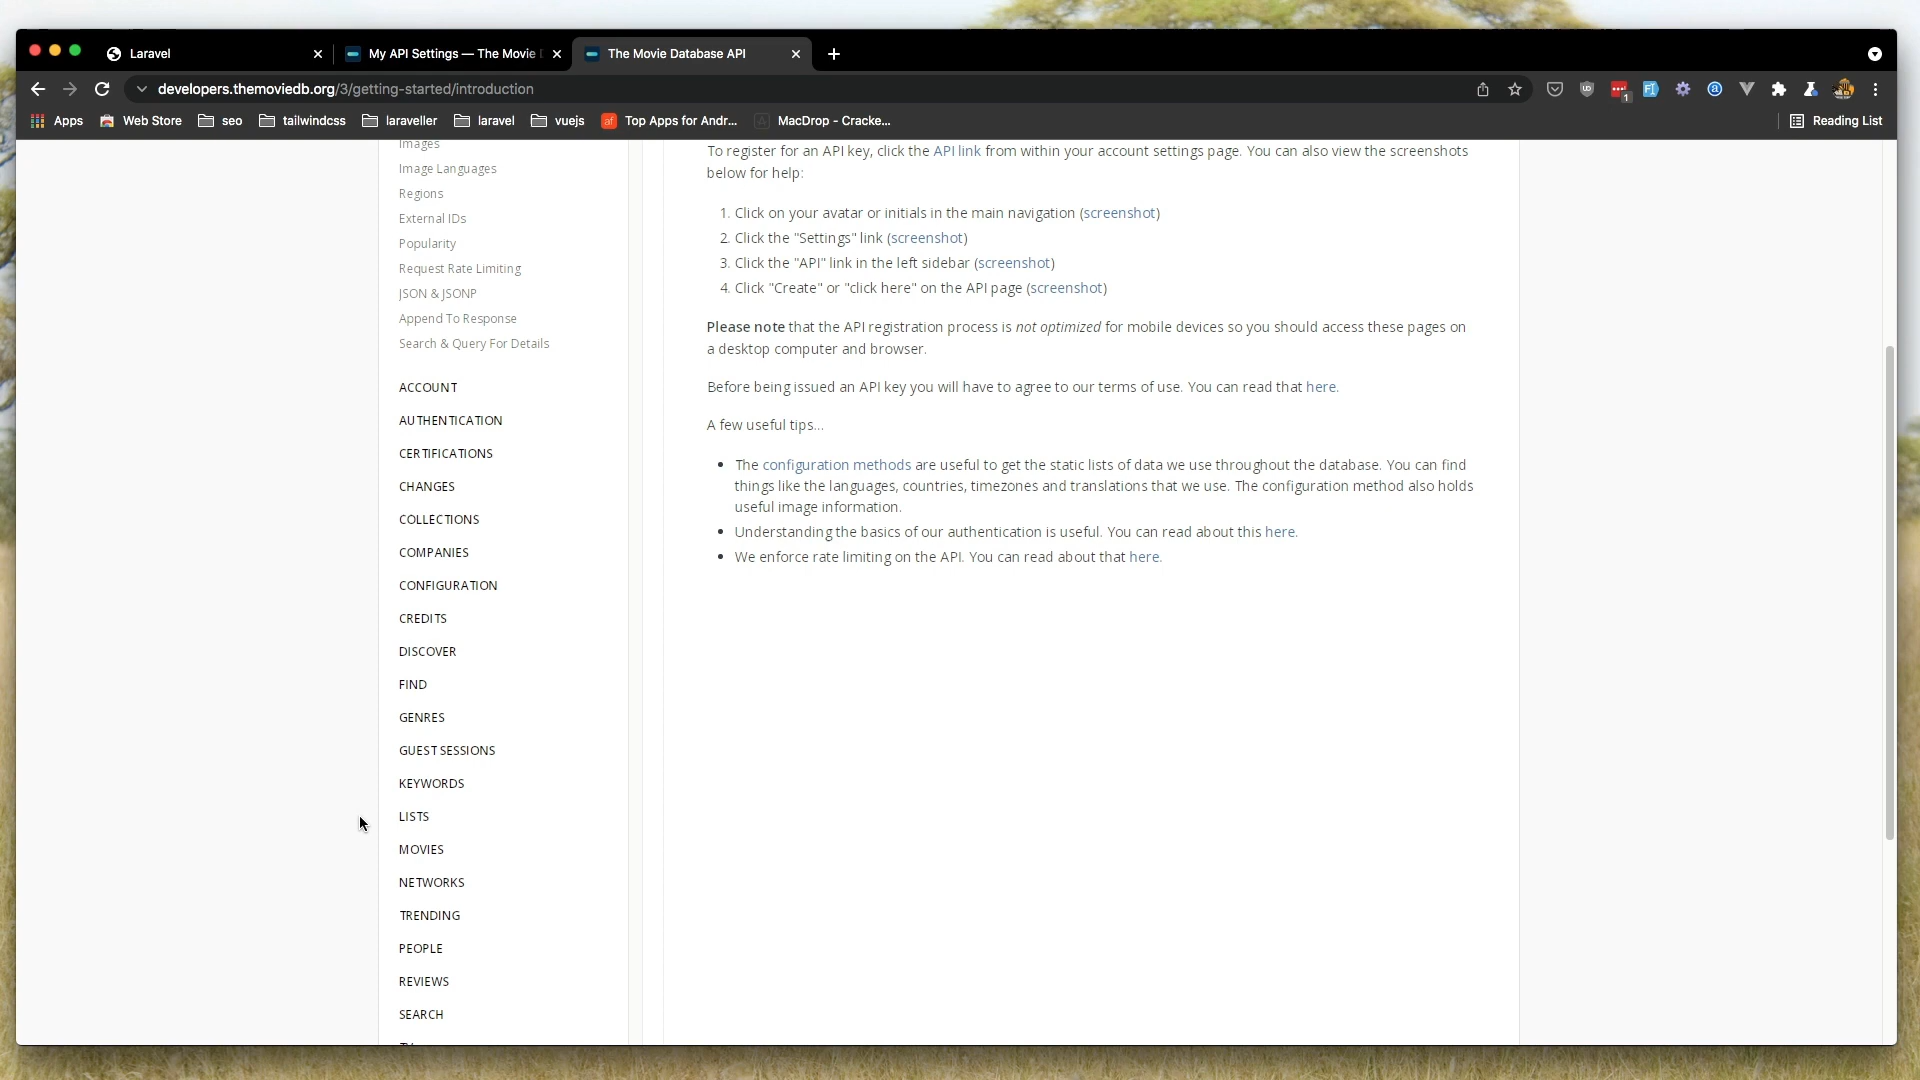 Laravel
My API Settings — The Movie
The Movie Database API
developers.themoviedb.org/3/getting-started/introduction
Apps
Web Store
seo
tailwindcss
laraveller
laravel
vuejs
Top Apps for Andr...
MacDrop - Cracke...
Reading List
Images
Image Languages
Regions
External IDs
Popularity
Request Rate Limiting
JSON & JSONP
Append To Response
Search & Query For Details
ACCOUNT
AUTHENTICATION
CERTIFICATIONS
CHANGES
COLLECTIONS
COMPANIES
CONFIGURATION
CREDITS
DISCOVER
FIND
GENRES
GUEST SESSIONS
KEYWORDS
LISTS
MOVIES
NETWORKS
TRENDING
PEOPLE
REVIEWS
SEARCH
To register for an API key, click the API link from within your account settings page. You can also view the screenshots
below for help:
1. Click on your avatar or initials in the main navigation (screenshot)
2. Click the "Settings" link (screenshot)
3. Click the "API" link in the left sidebar (screenshot)
4. Click "Create" or "click here" on the API page (screenshot)
Please note that the API registration process is not optimized for mobile devices so you should access these pages on
a desktop computer and browser.
Before being issued an API key you will have to agree to our terms of use. You can read that here.
A few useful tips...
• The configuration methods are useful to get the static lists of data we use throughout the database. You can find
things like the languages, countries, timezones and translations that we use. The configuration method also holds
useful image information.
• Understanding the basics of our authentication is useful. You can read about this here.
• We enforce rate limiting on the API. You can read about that here.